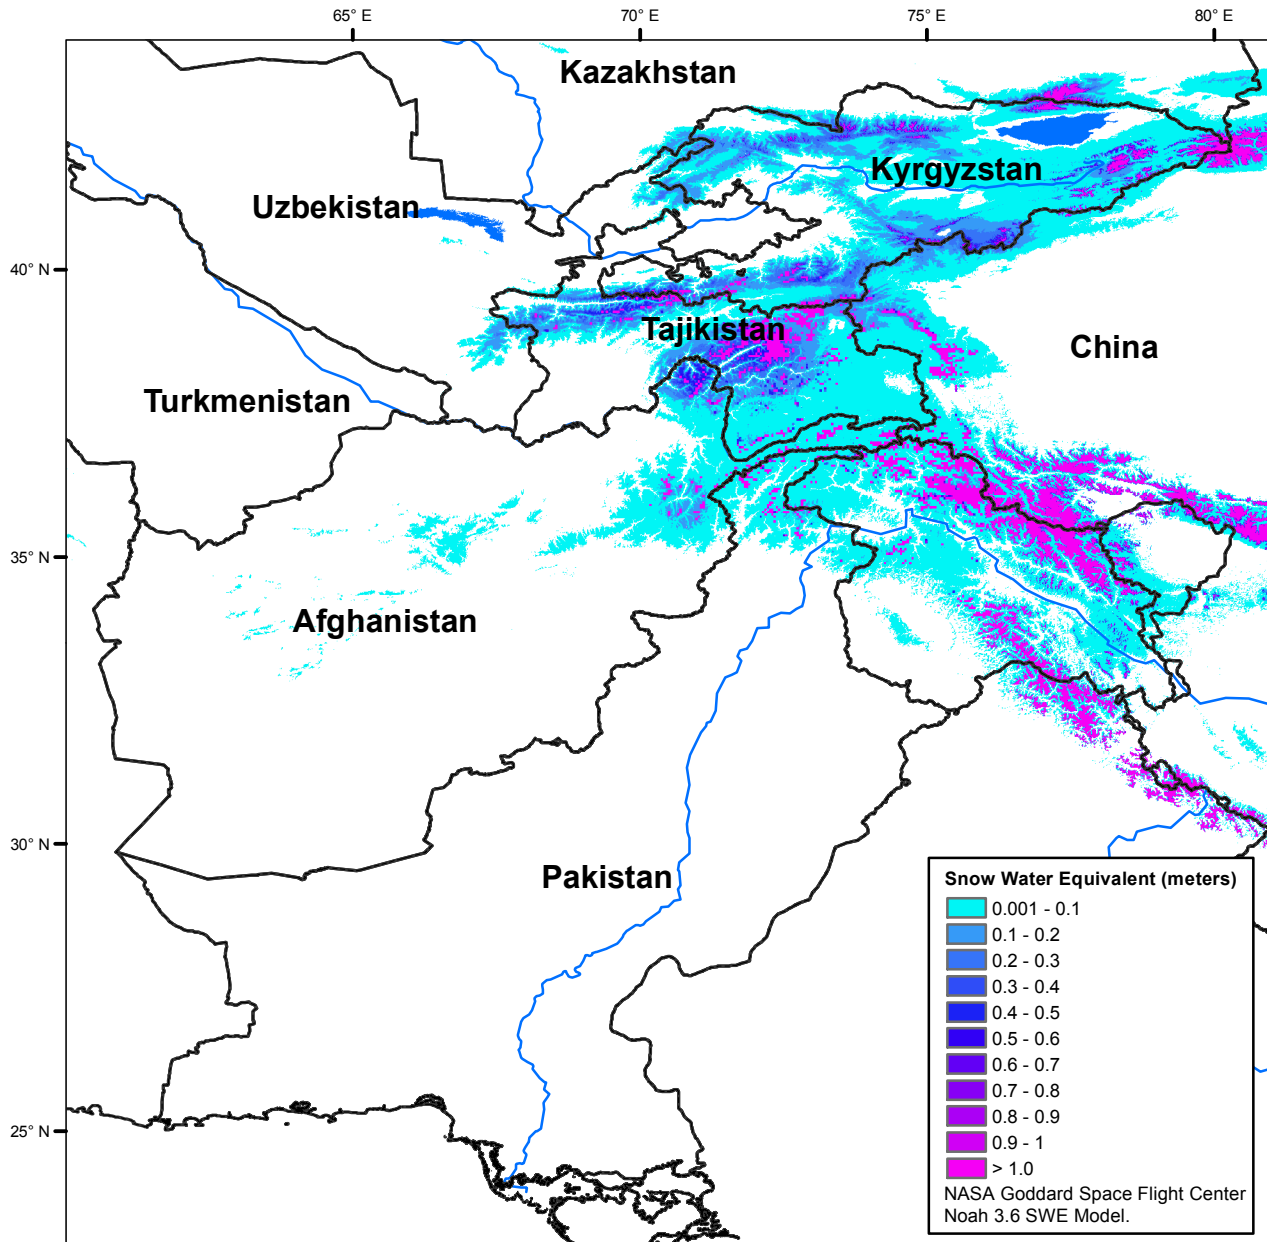 65° E
70° E
75° E
80° E
Kazakhstan
Kyrgyzstan
Uzbekistan
40° N
Tajikistan
China
Turkmenistan
35° N
Afghanistan
30° N
Pakistan
25° N
Snow Water Equivalent (meters)
0.001 - 0.1
0.1 - 0.2
0.2 - 0.3
0.3 - 0.4
0.4 - 0.5
0.5 - 0.6
0.6 - 0.7
0.7 - 0.8
0.8 - 0.9
0.9 - 1
> 1.0
NASA Goddard Space Flight Center
Noah 3.6 SWE Model.